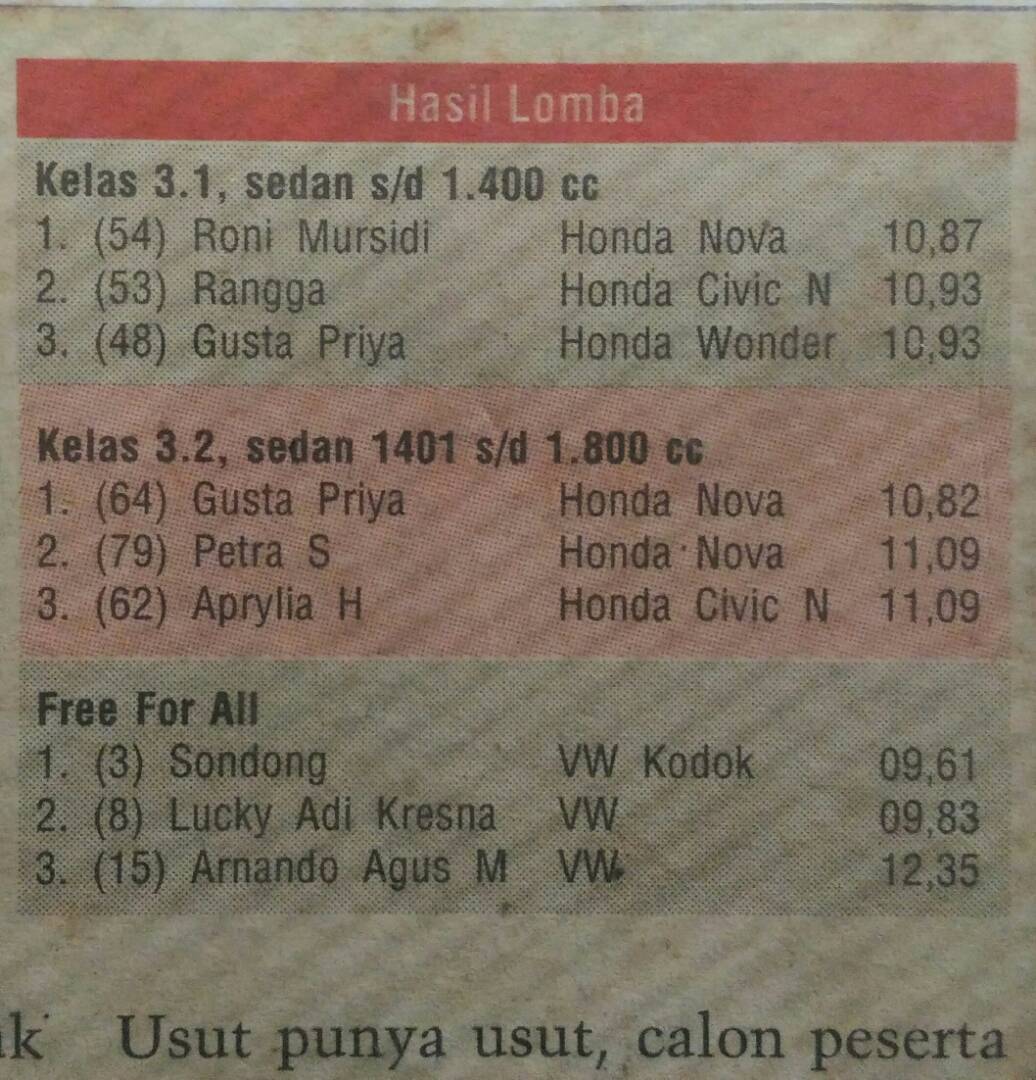 Hasil Lomba
Kelas 3.1, sedan s/d 1.400 cc
1. (54) Roni Mursidi Honda Nova 10,87
2. (53) Rangga Honda Civic N 10,93
3. (48) Gusta Priya Honda Wonder 10,93
Kelas 3.2, sedan 1401 s/d 1.800 cc
1. (64) Gusta Priya Honda Nova 10,82
2. (79) Petra S Honda Nova 11,09
3. (62) Aprylia H Honda Civic N 11,09
Free For All
1. (3) Sondong VW Kodok 09,61
2. (8) Lucky Adi Kresna VW 09,83
3. (15) Arnando Agus M VW 12,35
Usut punya usut, calon peserta